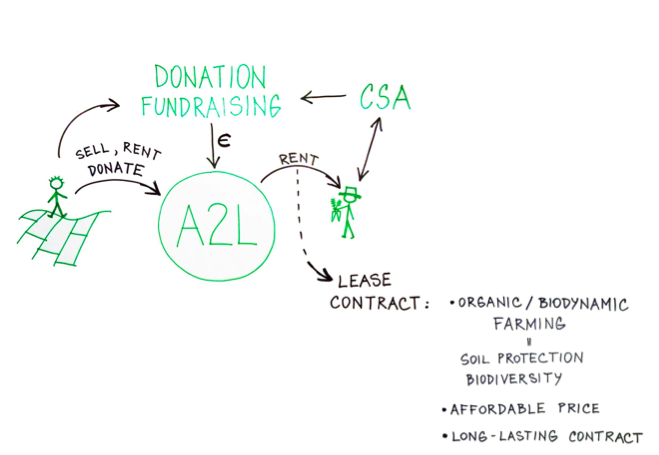 DONATION
FUNDRAISING
CSA
€
SELL, RENT
DONATE
RENT
A2L
LEASE
CONTRACT:
• ORGANIC / BIODYNAMIC
FARMING
=
SOIL PROTECTION
BIODIVERSITY
• AFFORDABLE PRICE
• LONG-LASTING CONTRACT